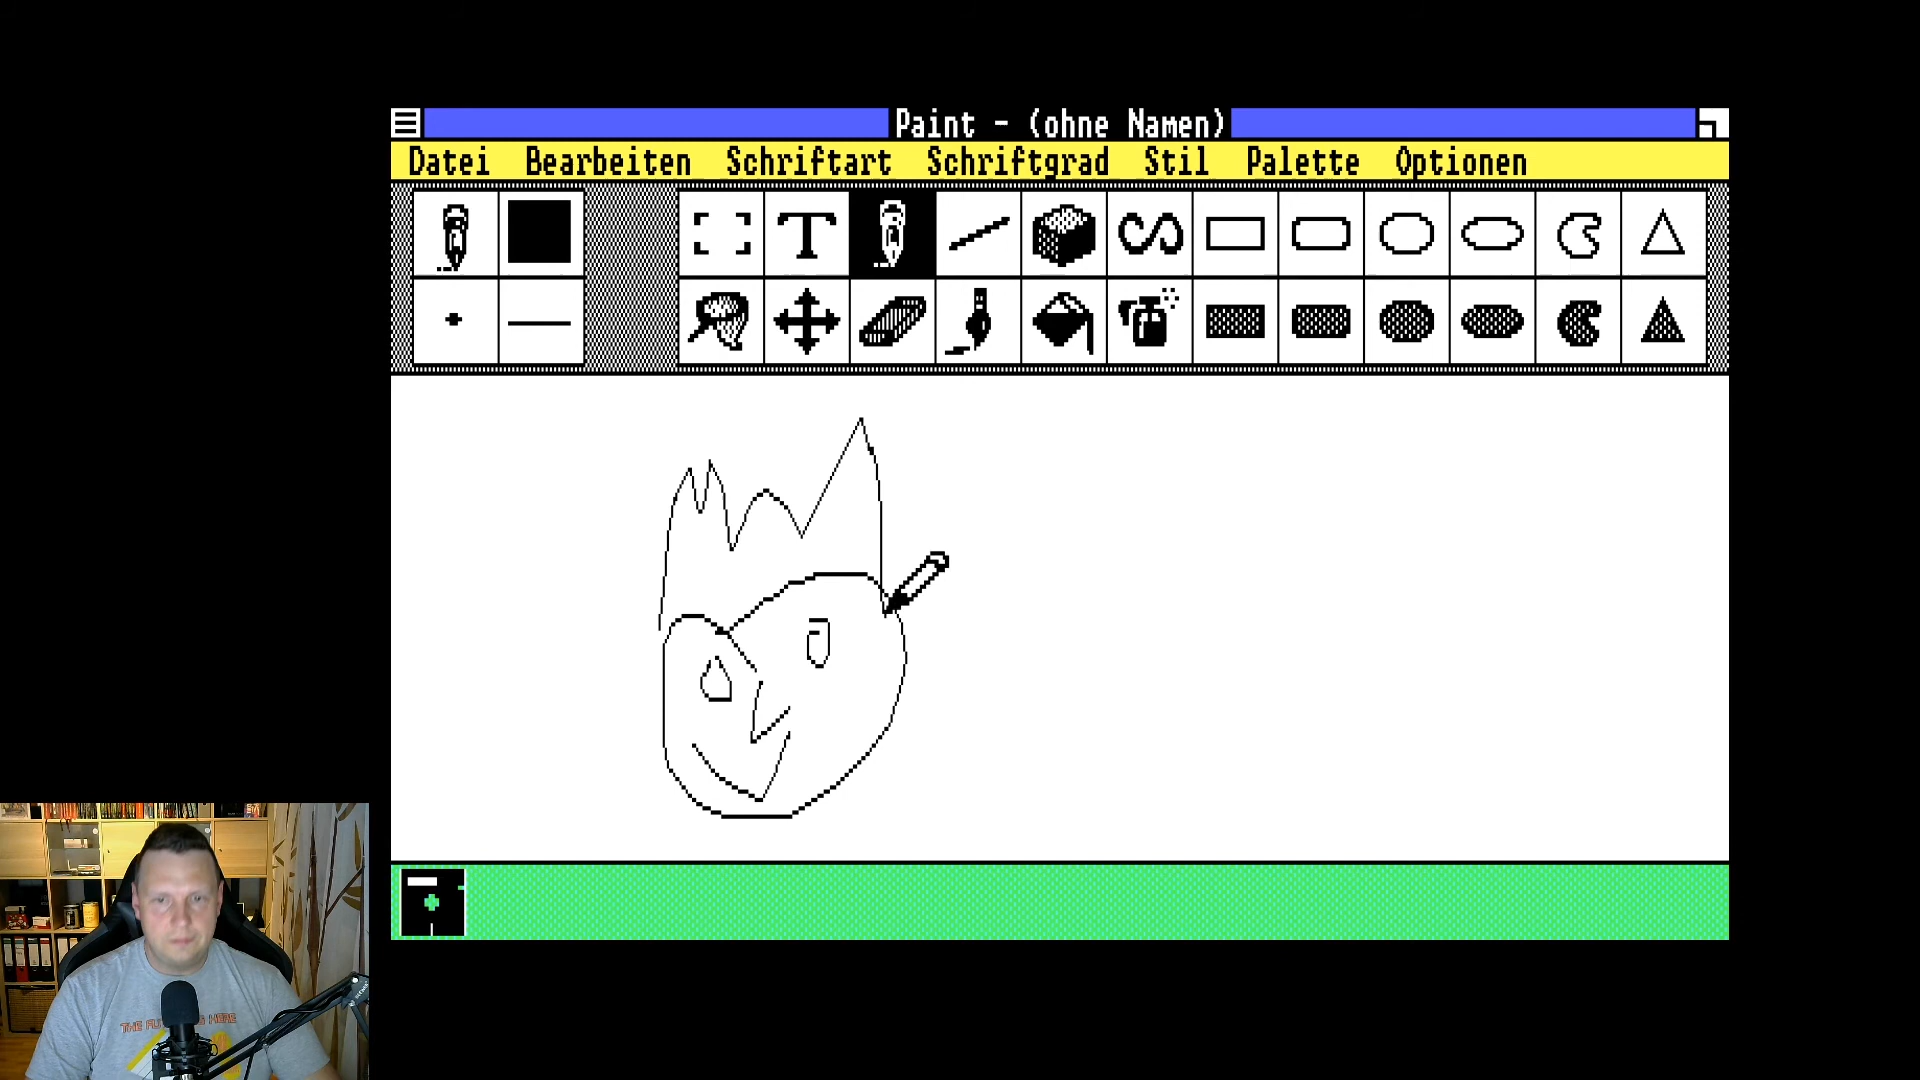 Paint - (ohne Namen)
Datei Bearbeiten Schriftart Schriftgrad Stil Palette Optionen
T